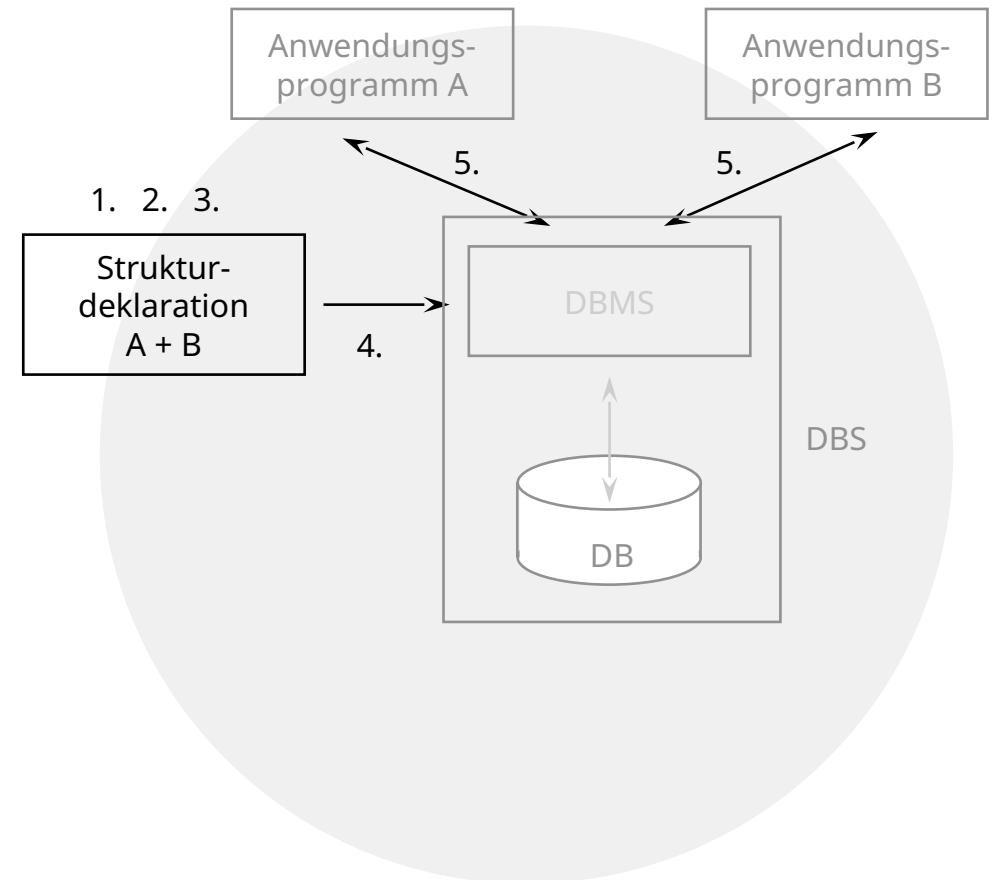 Anwendungs-
programm A
Anwendungs-
programm B
5.
5.
1. 2. 3.
Struktur-
deklaration
A + B
4.
DBMS
DBS
DB